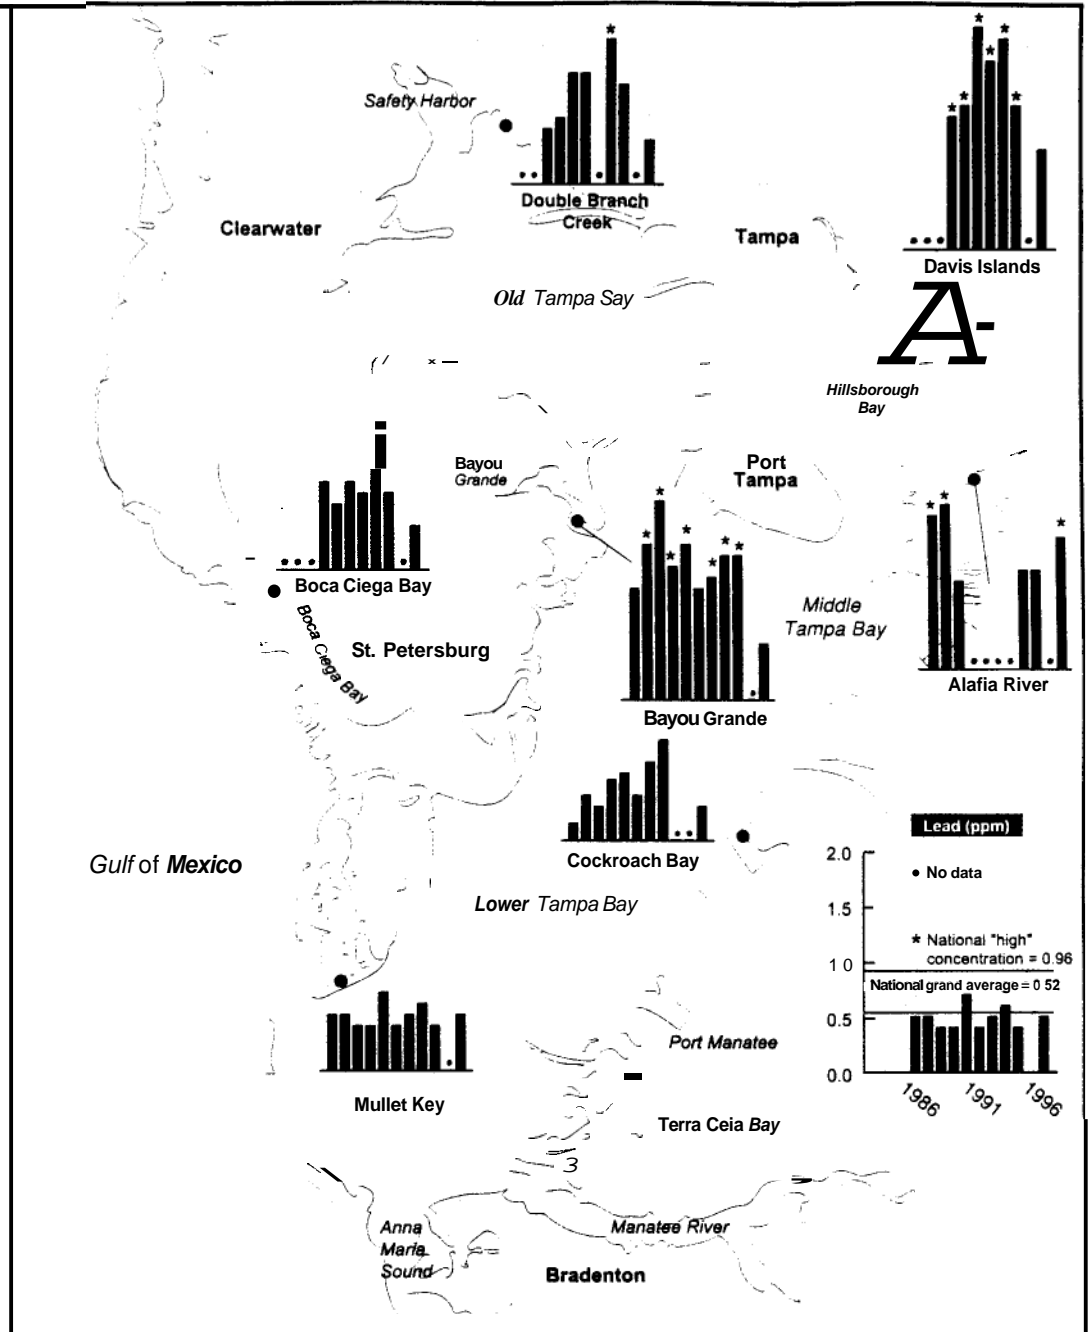 Safety Harbor
Double Branch
Creek
Clearwater
Tampa
Davis Islands
Old Tampa Say
A-
Hillsborough
Bay
Bayou
Grande
Port
Tampa
Boca Ciega Bay
Boca Ciega Bay
St. Petersburg
Middle
Tampa Bay
Alafia River
Bayou Grande
Cockroach Bay
Gulf of Mexico
Lower Tampa Bay
Lead (ppm)
2.0
• No data
1.5
* National "high"
concentration = 0.96
1 0
National grand average = 0 52
0.5
0.0
1986 1991 1996
Mullet Key
Port Manatee
Terra Ceia Bay
3
Anna
Maria
Sound
Manatee River
Bradenton